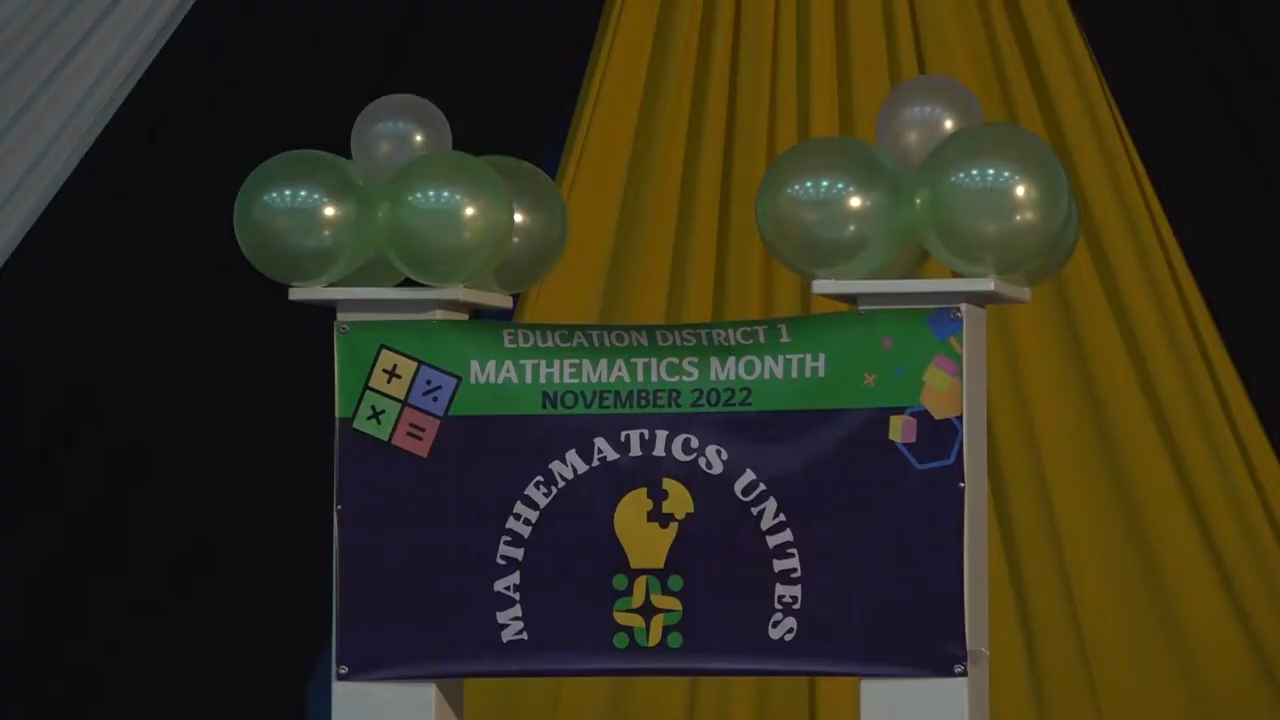 EDUCATION DISTRICT 1
MATHEMATICS MONTH
NOVEMBER 2022
+ %
× =
MATHEMATICS UNITES